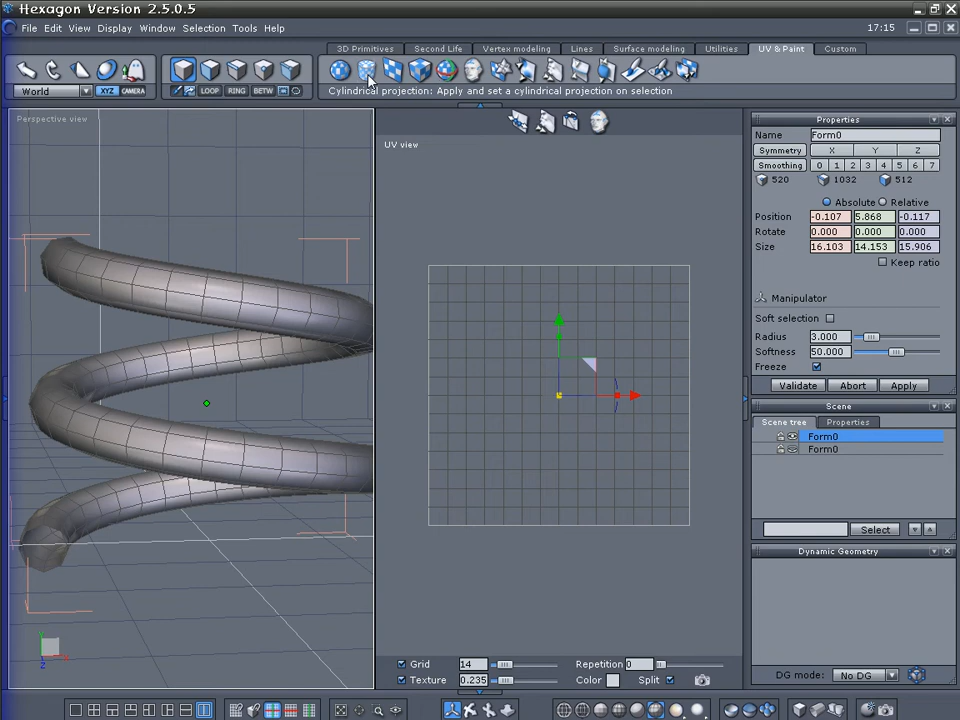 Hexagon Version 2.5.0.5
File Edit View Display Window Selection Tools Help 17:15
3D Primitives Second Life Vertex modeling Lines Surface modeling Utilities UV & Paint Custom
World XYZ CAMERA LOOP RING BETW
Cylindrical projection: Apply and set a cylindrical projection on selection
Perspective view
UV view
Properties
Name Form0
Symmetry X Y Z
Smoothing 0 1 2 3 4 5 6 7
520 1032 512
Absolute Relative
Position -0.107 5.868 -0.117
Rotate 0.000 0.000 0.000
Size 16.103 14.153 15.906
Keep ratio
Manipulator
Soft selection
Radius 3.000
Softness 50.000
Freeze
Validate Abort Apply
Scene
Scene tree Properties
Form0
Form0
Select
Dynamic Geometry
Y
Z
Grid 14 Repetition 0
Texture 0.235 Color Split
DG mode: No DG